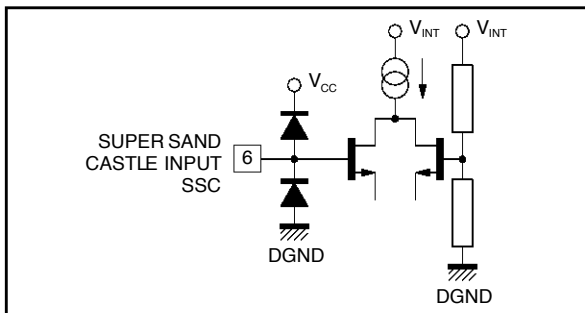 V_INT V_INT
V_CC
SUPER SAND
CASTLE INPUT
SSC
6
DGND
DGND